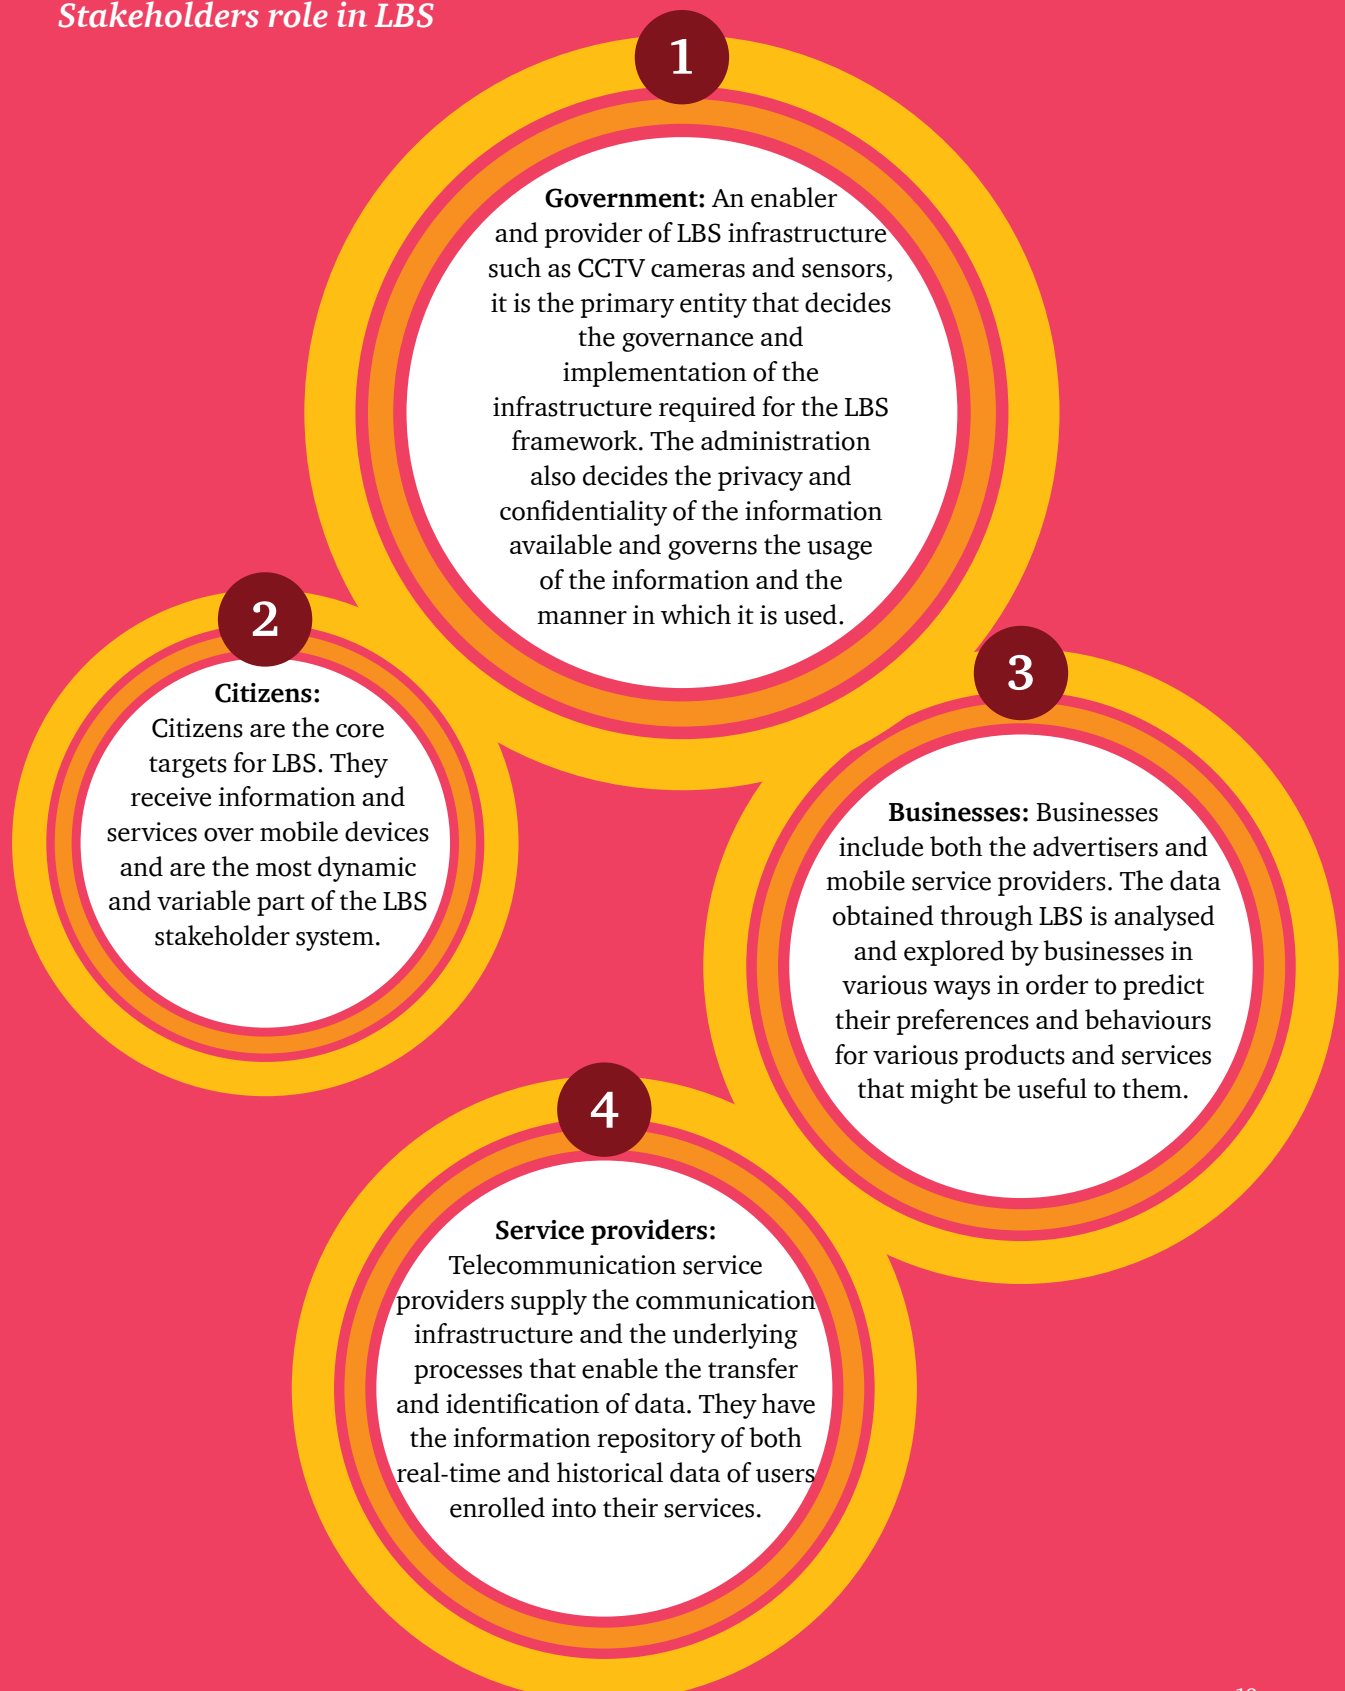 Stakeholders role in LBS
1
Government: An enabler
and provider of LBS infrastructure
such as CCTV cameras and sensors,
it is the primary entity that decides
the governance and
implementation of the
infrastructure required for the LBS
framework. The administration
also decides the privacy and
confidentiality of the information
available and governs the usage
of the information and the
manner in which it is used.
2
Citizens:
Citizens are the core
targets for LBS. They
receive information and
services over mobile devices
and are the most dynamic
and variable part of the LBS
stakeholder system.
3
Businesses: Businesses
include both the advertisers and
mobile service providers. The data
obtained through LBS is analysed
and explored by businesses in
various ways in order to predict
their preferences and behaviours
for various products and services
that might be useful to them.
4
Service providers:
Telecommunication service
providers supply the communication
infrastructure and the underlying
processes that enable the transfer
and identification of data. They have
the information repository of both
real-time and historical data of users
enrolled into their services.